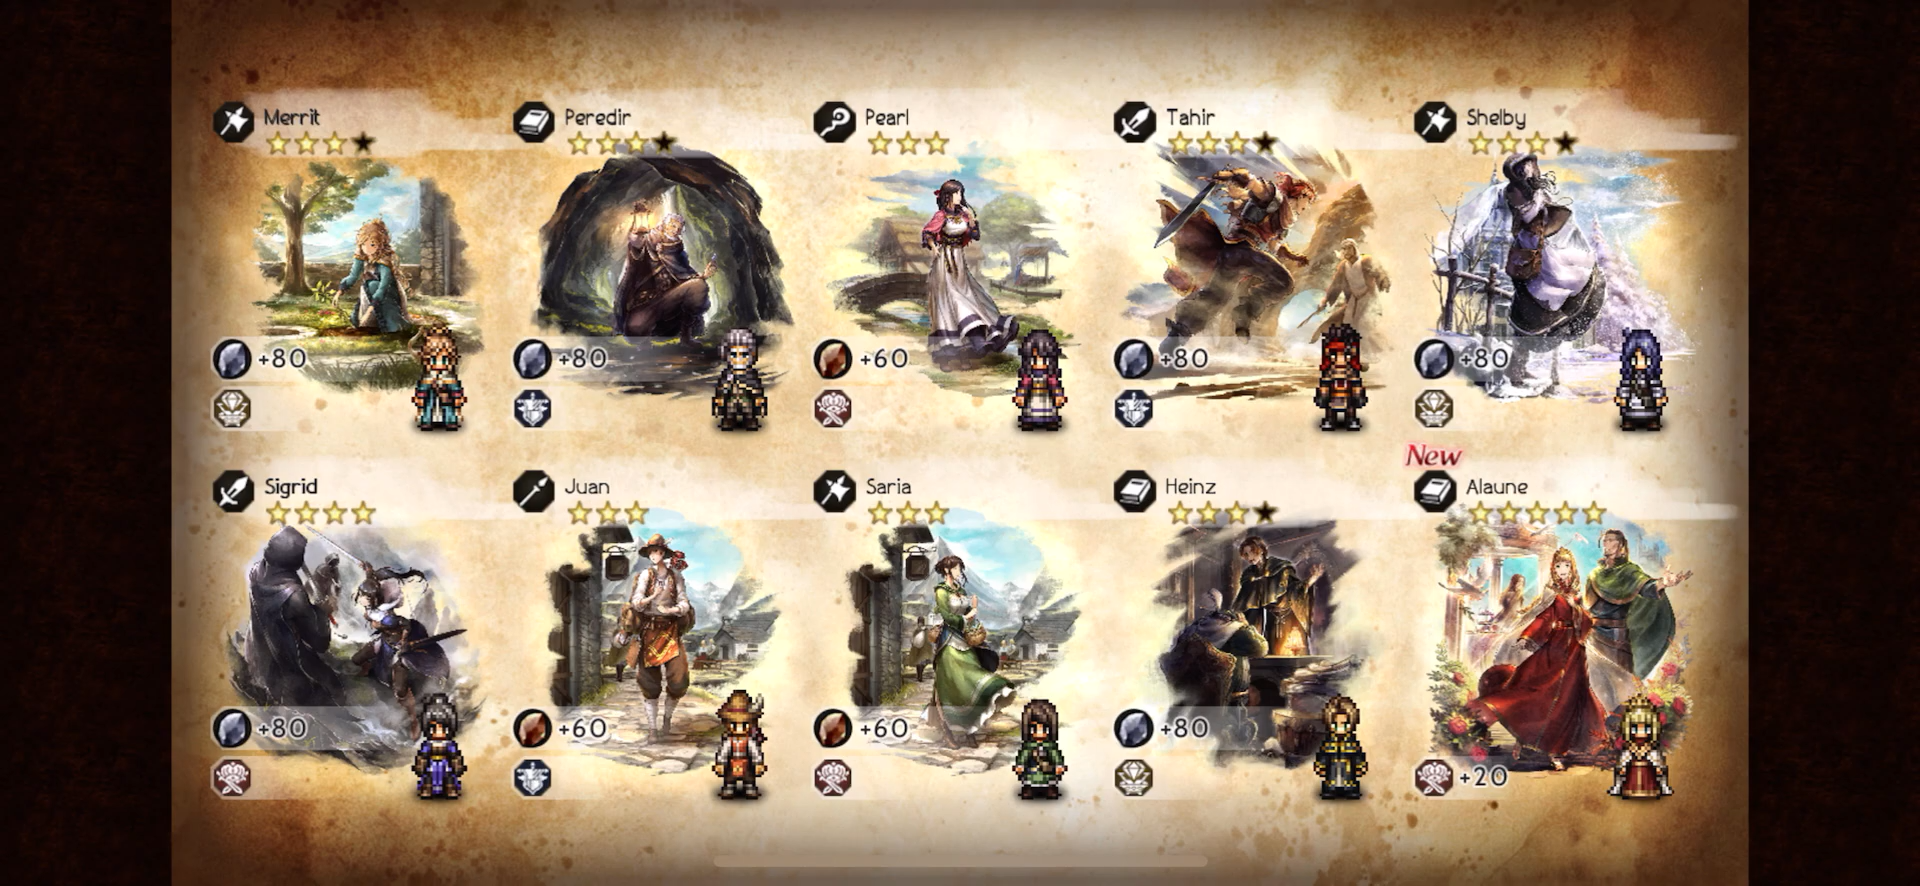 Merrit
Peredir
Pearl
Tahir
Shelby
+80
+80
+60
+80
+80
New
Sigrid
Juan
Saria
Heinz
Alaune
+80
+60
+60
+80
+20